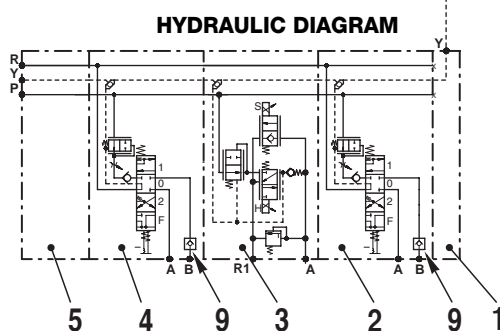 HYDRAULIC DIAGRAM
Y
R
Y
P
S
1
0
2
F
H
1
0
2
F
A B R1 A A B
5 4 9 3 2 9 1